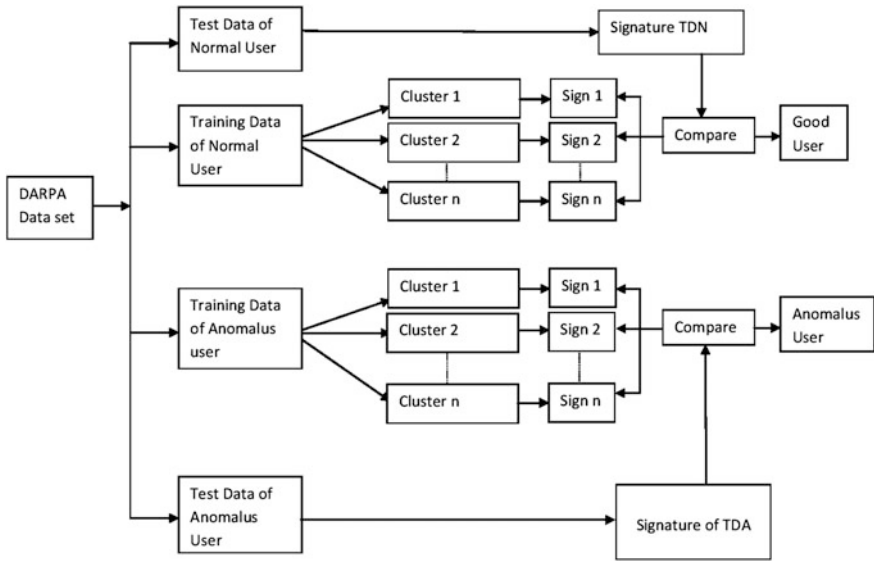 Test Data of
Normal User
Signature TDN
Training Data
of Normal
User
Cluster 1
Sign 1
Cluster 2
Sign 2
Cluster n
Sign n
Compare
Good
User
DARPA
Data set
Training Data
of Anomalus
user
Cluster 1
Sign 1
Cluster 2
Sign 2
Cluster n
Sign n
Compare
Anomalus
User
Test Data of
Anomalus
User
Signature of TDA